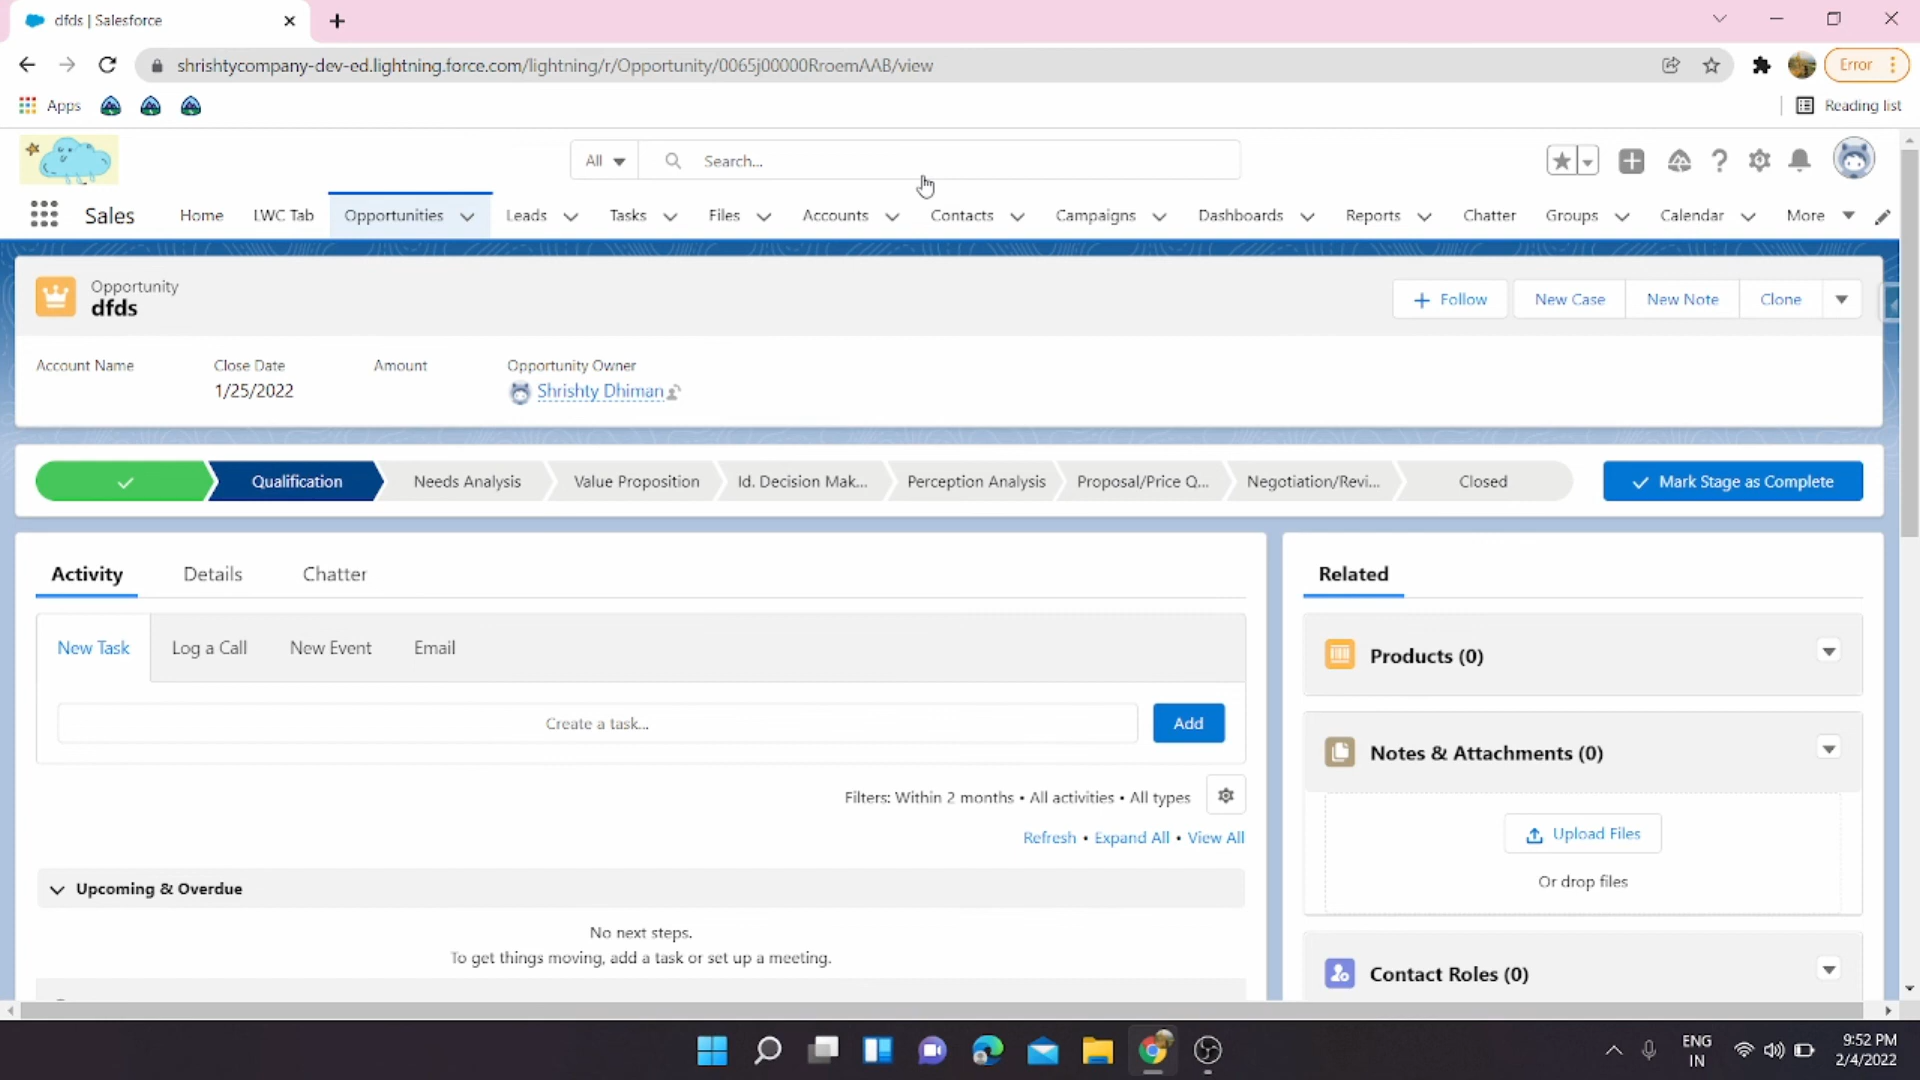 dfds | Salesforce
shrishtycompany-dev-ed.lightning.force.com/lightning/r/Opportunity/0065j00000RroemAAB/view
Error
Apps
Reading list
All
Search...
Sales
Home
LWC Tab
Opportunities
Leads
Tasks
Files
Accounts
Contacts
Campaigns
Dashboards
Reports
Chatter
Groups
Calendar
More
Opportunity
dfds
Follow
New Case
New Note
Clone
Account Name
Close Date
Amount
Opportunity Owner
1/25/2022
Shrishty Dhiman
Qualification
Needs Analysis
Value Proposition
Id. Decision Mak...
Perception Analysis
Proposal/Price Q...
Negotiation/Revi...
Closed
Mark Stage as Complete
Activity
Details
Chatter
New Task
Log a Call
New Event
Email
Create a task...
Add
Filters: Within 2 months • All activities • All types
Refresh • Expand All • View All
Upcoming & Overdue
No next steps.
To get things moving, add a task or set up a meeting.
Related
Products (0)
Notes & Attachments (0)
Upload Files
Or drop files
Contact Roles (0)
ENG
IN
9:52 PM
2/4/2022